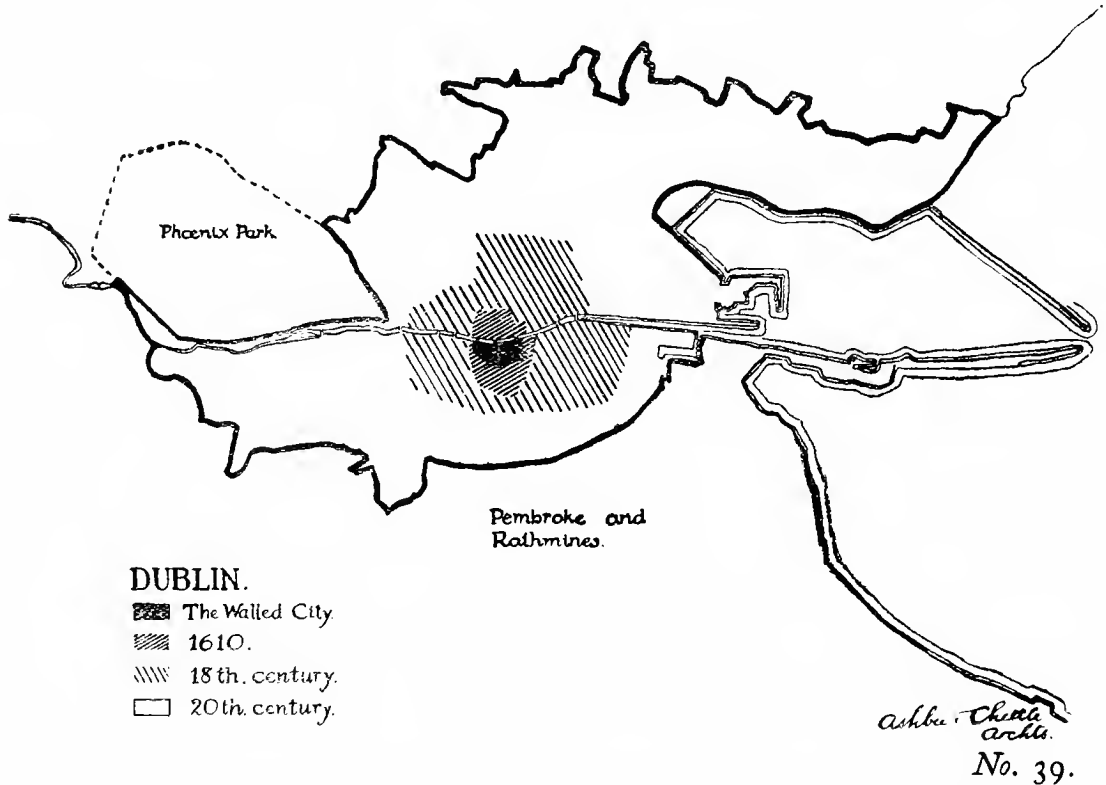 Phoenix Park
Pembroke and
Rathmines.
DUBLIN.
The Walled City.
1610.
18th. century.
20th. century.
Ashbee & Chettle
Archts.
No. 39.